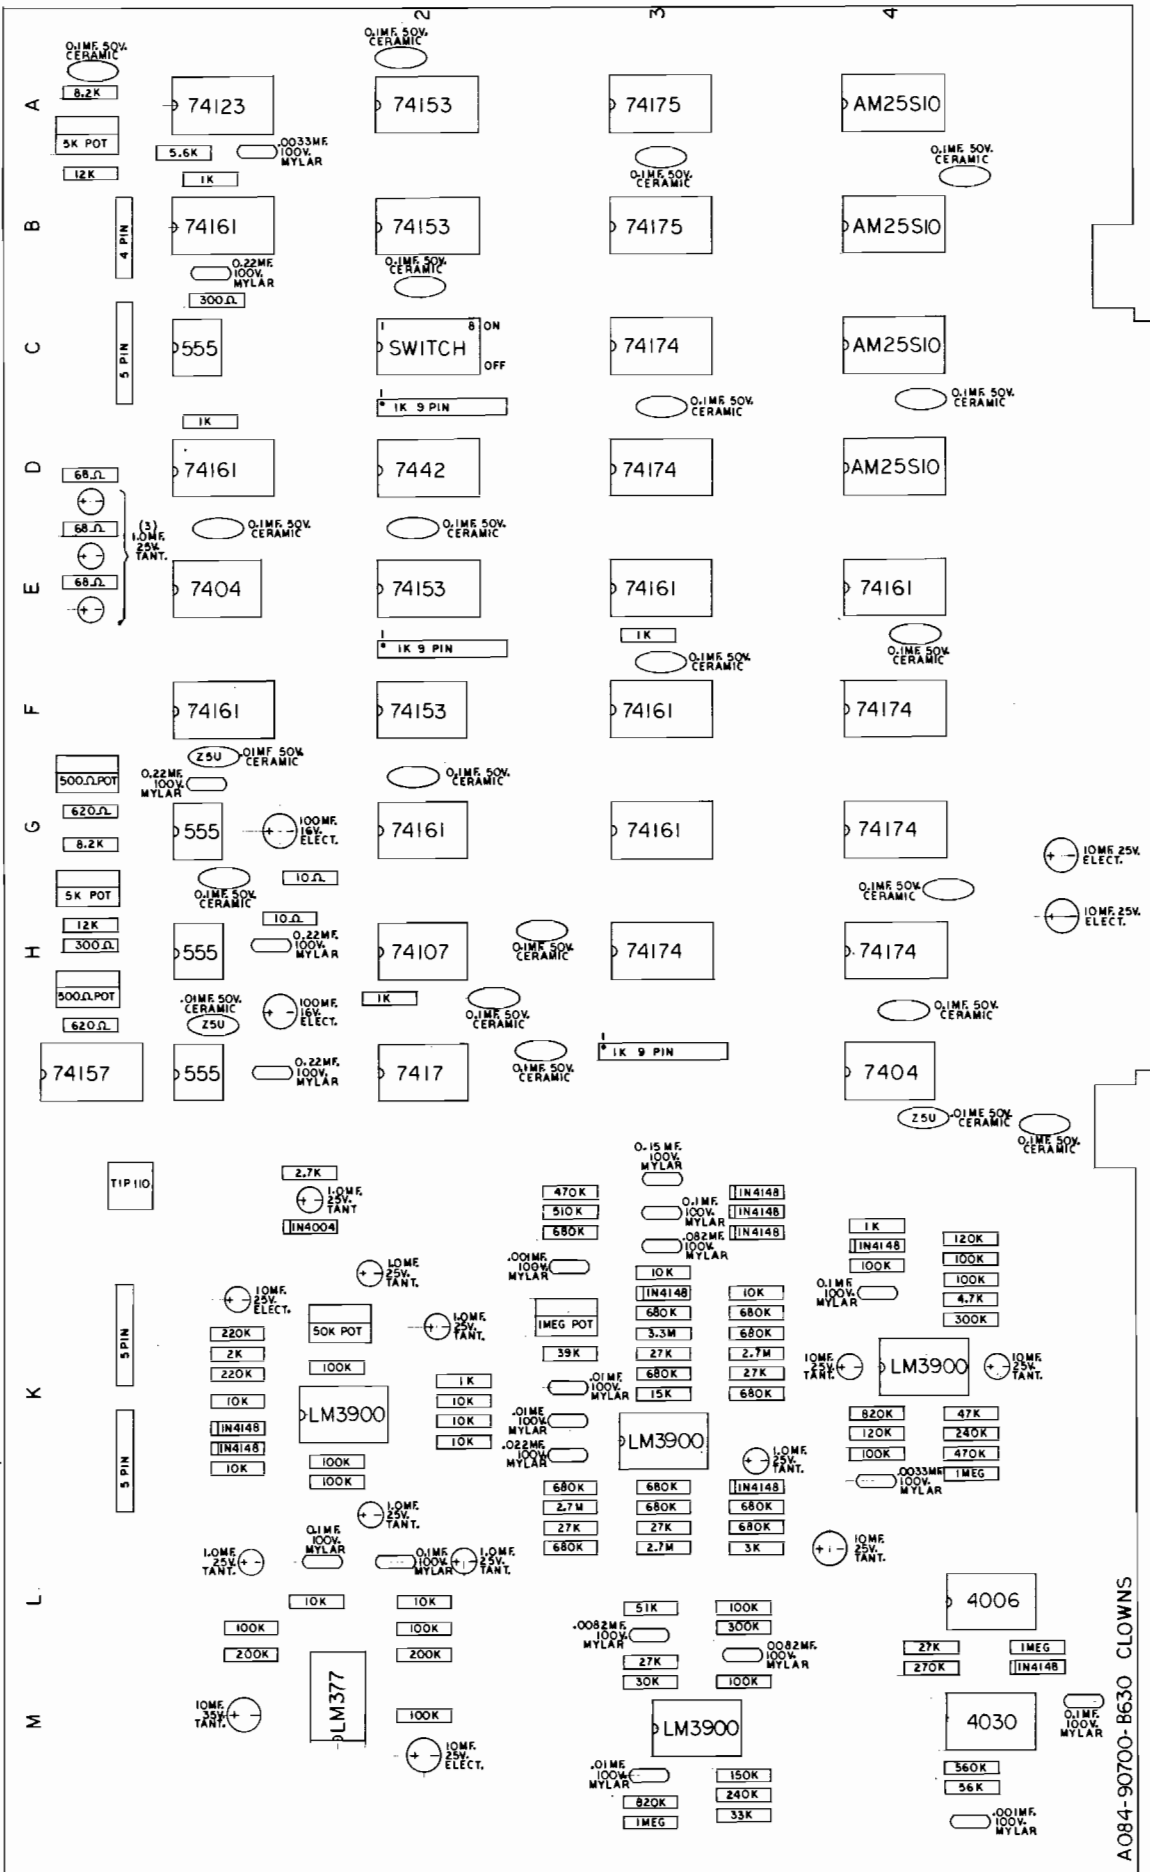 2
3
4
0.1MF. 50V.
CERAMIC
0.1MF. 50V.
CERAMIC
A
8.2K
74123
74153
74175
AM25S10
5K POT
5.6K
.0033MF.
100V.
MYLAR
0.1MF. 50V.
CERAMIC
0.1MF. 50V.
CERAMIC
12K
1K
B
4 PIN
74161
74153
74175
AM25S10
0.22MF.
100V.
MYLAR
0.1MF. 50V.
CERAMIC
300Ω
C
5 PIN
555
1
8 ON
SWITCH
OFF
74174
AM25S10
1
1K 9 PIN
0.1MF. 50V.
CERAMIC
0.1MF. 50V.
CERAMIC
1K
D
68Ω
74161
7442
74174
AM25S10
68Ω
(3)
1.0MF.
25V.
TANT.
0.1MF. 50V.
CERAMIC
0.1MF. 50V.
CERAMIC
E
68Ω
7404
74153
74161
74161
1
1K 9 PIN
1K
0.1MF. 50V.
CERAMIC
0.1MF. 50V.
CERAMIC
F
74161
74153
74161
74174
Z5U
.01MF. 50V.
CERAMIC
500Ω POT
0.22MF.
100V.
MYLAR
0.1MF. 50V.
CERAMIC
G
620Ω
8.2K
555
100MF.
16V.
ELECT.
74161
74161
74174
10MF. 25V.
ELECT.
5K POT
0.1MF. 50V.
CERAMIC
10Ω
0.1MF. 50V.
CERAMIC
10MF. 25V.
ELECT.
10Ω
H
12K
300Ω
555
0.22MF.
100V.
MYLAR
74107
0.1MF. 50V.
CERAMIC
74174
74174
500Ω POT
.01MF. 50V.
CERAMIC
Z5U
100MF.
16V.
ELECT.
1K
0.1MF. 50V.
CERAMIC
0.1MF. 50V.
CERAMIC
620Ω
74157
555
0.22MF.
100V.
MYLAR
7417
0.1MF. 50V.
CERAMIC
1
1K 9 PIN
7404
Z5U
.01MF. 50V.
CERAMIC
0.1MF. 50V.
CERAMIC
TIP110
2.7K
1.0MF.
25V.
TANT
1N4004
470K
510K
680K
0.15MF.
100V.
MYLAR
0.1MF.
100V.
MYLAR
.082MF.
100V.
MYLAR
1N4148
1N4148
1N4148
1K
1N4148
100K
120K
100K
100K
4.7K
300K
1.0MF.
25V.
TANT.
.001MF.
100V.
MYLAR
10K
1N4148
680K
3.3M
27K
680K
15K
10K
680K
680K
2.7M
27K
680K
0.1MF.
100V.
MYLAR
5 PIN
10MF.
25V.
ELECT.
50K POT
1.0MF.
25V.
TANT.
1MEG POT
39K
220K
2K
220K
100K
K
10K
1N4148
1N4148
10K
LM3900
1K
10K
10K
10K
.01MF.
100V.
MYLAR
.01MF.
100V.
MYLAR
.022MF.
100V.
MYLAR
LM3900
1.0MF.
25V.
TANT.
10MF.
25V.
TANT.
LM3900
10MF.
25V.
TANT.
820K
120K
100K
47K
240K
470K
1MEG
.0033MF.
100V.
MYLAR
5 PIN
100K
100K
1.0MF.
25V.
TANT.
680K
2.7M
27K
680K
680K
680K
27K
2.7M
1N4148
680K
680K
3K
10MF.
25V.
TANT.
1.0MF.
25V.
TANT.
0.1MF.
100V.
MYLAR
0.1MF.
100V.
MYLAR
1.0MF.
25V.
TANT.
L
10K
10K
100K
100K
200K
200K
51K
.0082MF.
100V.
MYLAR
27K
30K
100K
300K
.0082MF.
100V.
MYLAR
100K
4006
27K
270K
1MEG
1N4148
M
10MF.
35V.
TANT.
LM377
100K
10MF.
25V.
ELECT.
LM3900
4030
0.1MF.
100V.
MYLAR
.01MF.
100V.
MYLAR
820K
1MEG
150K
240K
33K
560K
56K
.001MF.
100V.
MYLAR
A084-90700-B630 CLOWNS